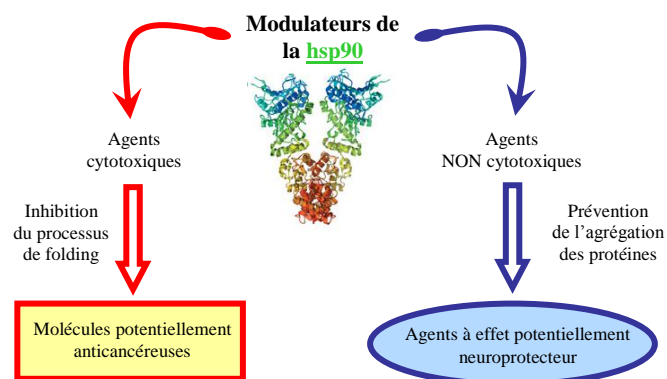 Modulateurs de
la hsp90
Agents
cytotoxiques
Inhibition
du processus
de folding
Molécules potentiellement
anticancéreuses
Agents
NON cytotoxiques
Prévention
de l’agrégation
des protéines
Agents à effet potentiellement
neuroprotecteur